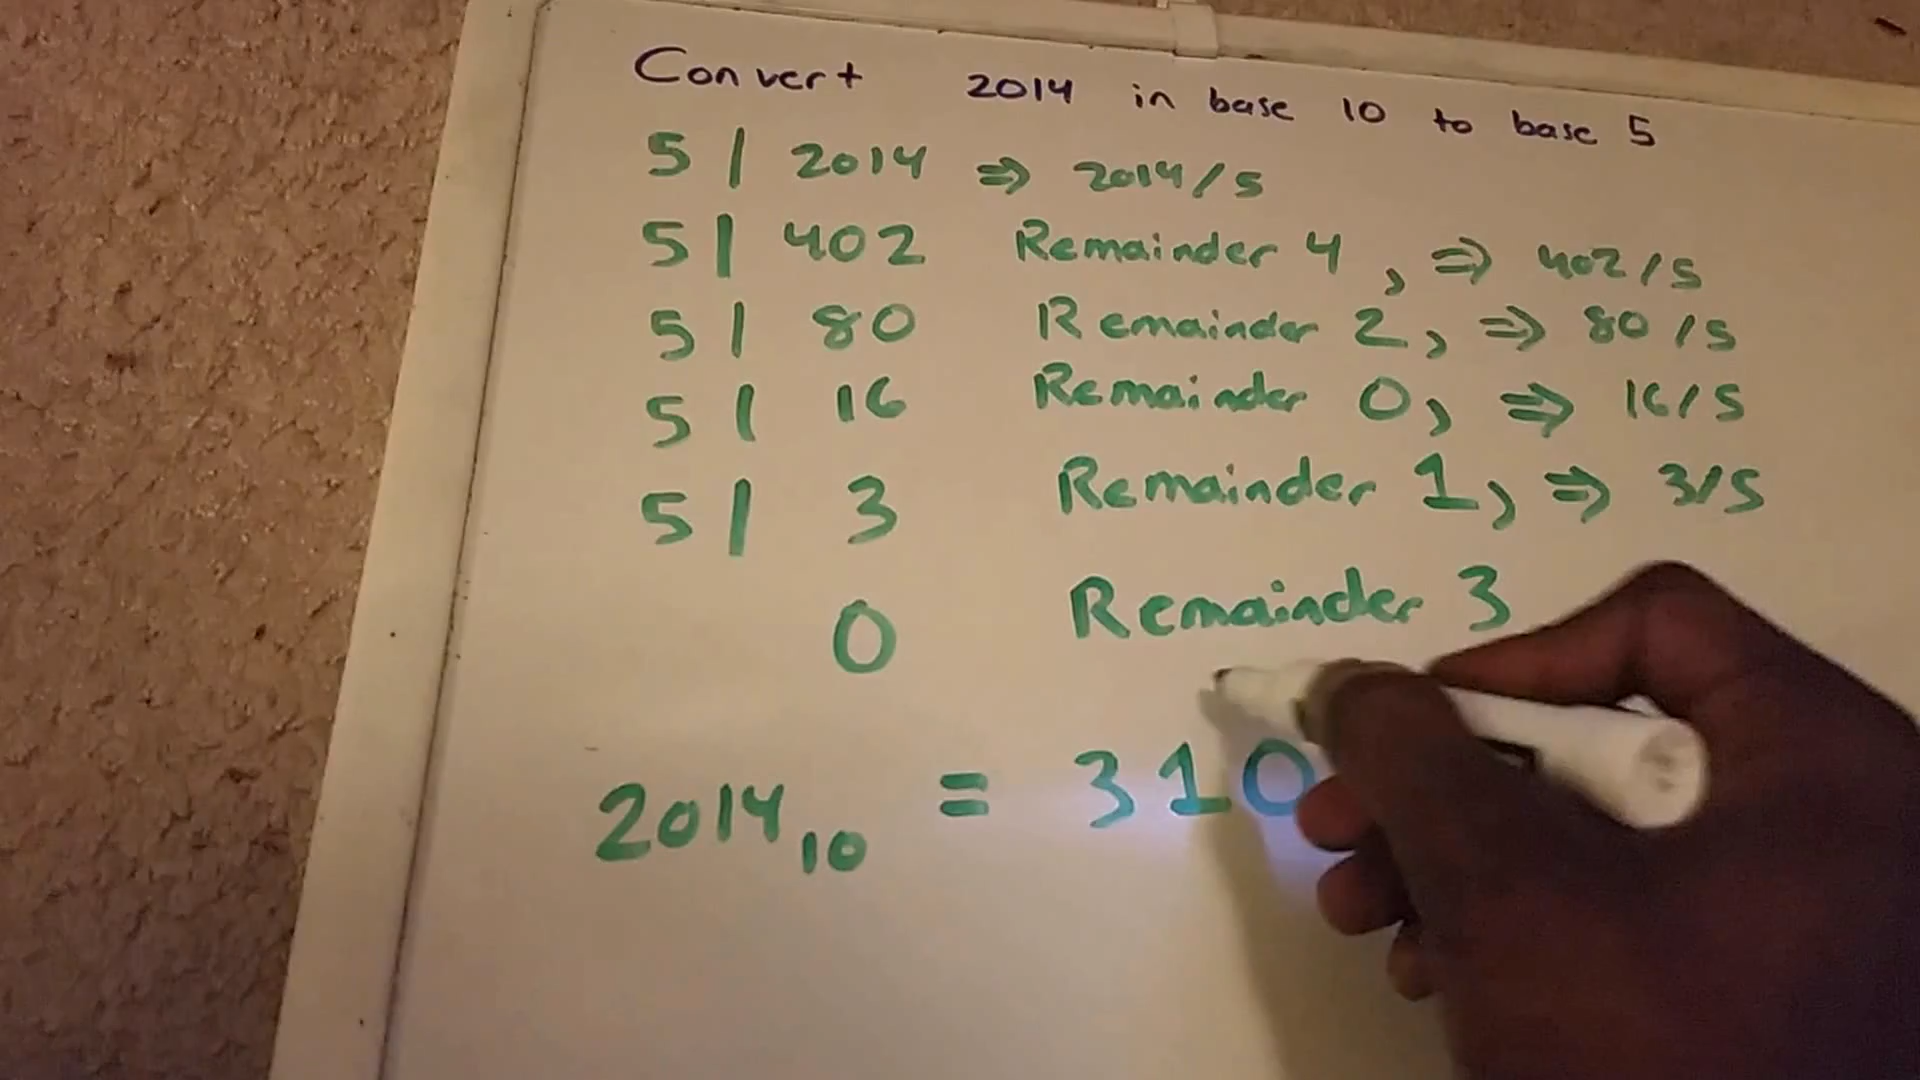 Convert 2014 in base 10 to base 5
5 | 2014 ⇒ 2014/5
5 | 402 Remainder 4, ⇒ 402/5
5 | 80 Remainder 2, ⇒ 80/5
5 | 16 Remainder 0, ⇒ 16/5
5 | 3 Remainder 1, ⇒ 3/5
0 Remainder 3
2014₁₀ = 310